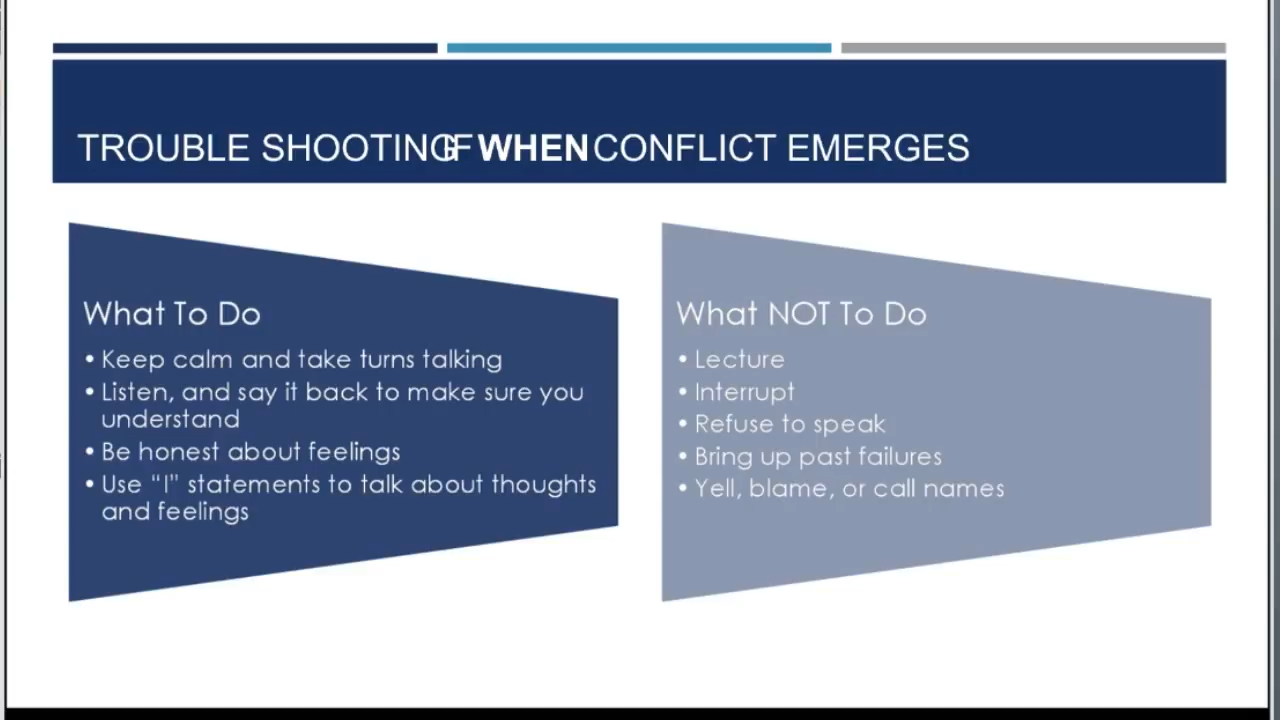 TROUBLE SHOOTING IF WHEN CONFLICT EMERGES
What To Do
• Keep calm and take turns talking
• Listen, and say it back to make sure you
understand
• Be honest about feelings
• Use “I” statements to talk about thoughts
and feelings
What NOT To Do
• Lecture
• Interrupt
• Refuse to speak
• Bring up past failures
• Yell, blame, or call names